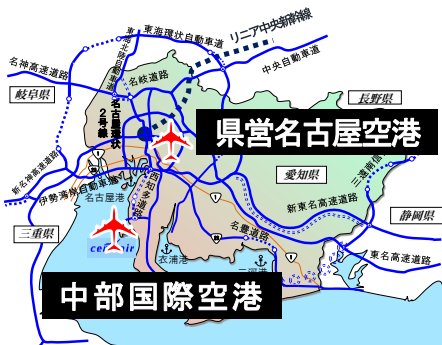 東海環状自動車道
リニア中央新幹線
東海北陸自動車道
中央自動車道
名神高速道路
名岐道路
岐阜県
長野県
名古屋環状
2号線
県営名古屋空港
愛知県
新名神高速道路
伊勢湾岸自動車道
西知多道路
三遠南信
1
名古屋港
新東名高速道路
静岡県
三重県
名豊道路
衣浦港
三河港
東名高速道路
1
中部国際空港